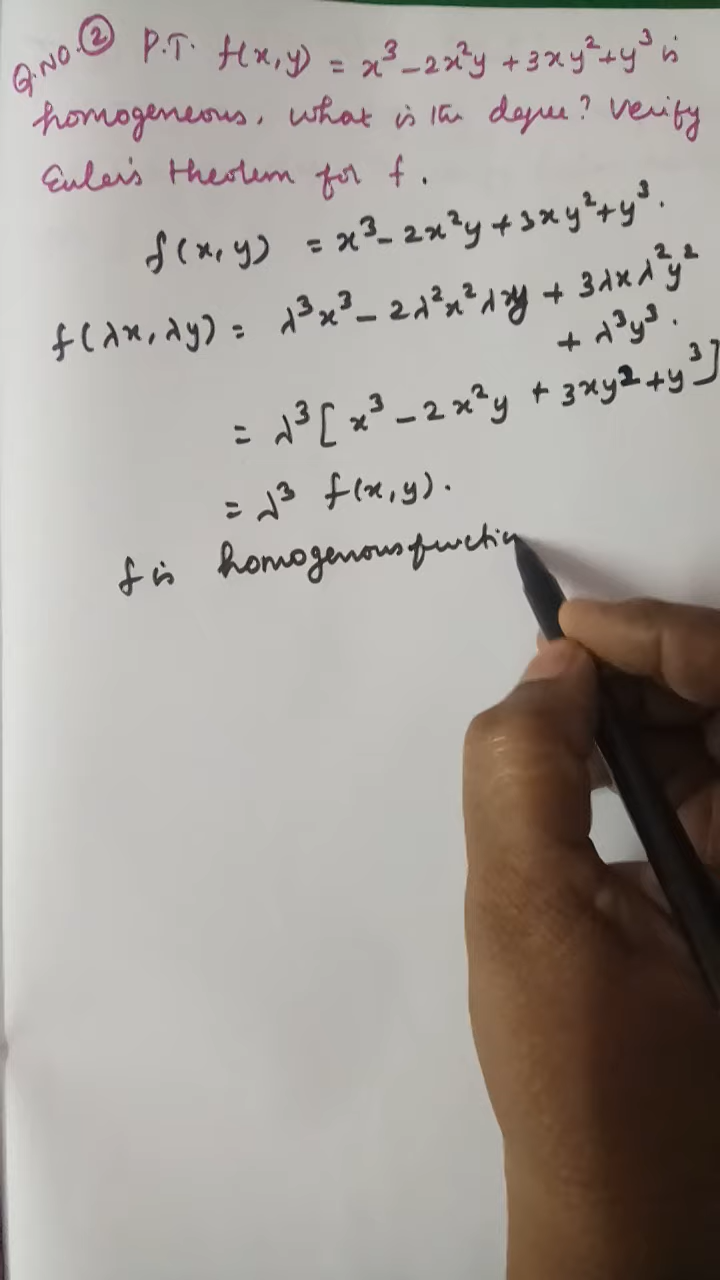 Q.NO. ② P.T. f(x,y) = x³ - 2x²y + 3xy² + y³ is
homogeneous. what is the degree? Verify
Euler's theorem for f.
f(x,y) = x³ - 2x²y + 3xy² + y³.
f(λx, λy) = λ³x³ - 2λ²x²λy + 3λxλ²y²
+ λ³y³.
= λ³[x³ - 2x²y + 3xy² + y³]
= λ³ f(x,y).
f is homogenous functio